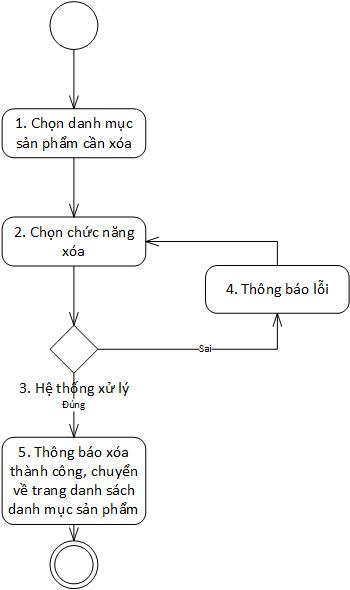 1. Chọn danh mục
sản phẩm cần xóa
2. Chọn chức năng
xóa
4. Thông báo lỗi
Sai
3. Hệ thống xử lý
Đúng
5. Thông báo xóa
thành công, chuyển
về trang danh sách
danh mục sản phẩm